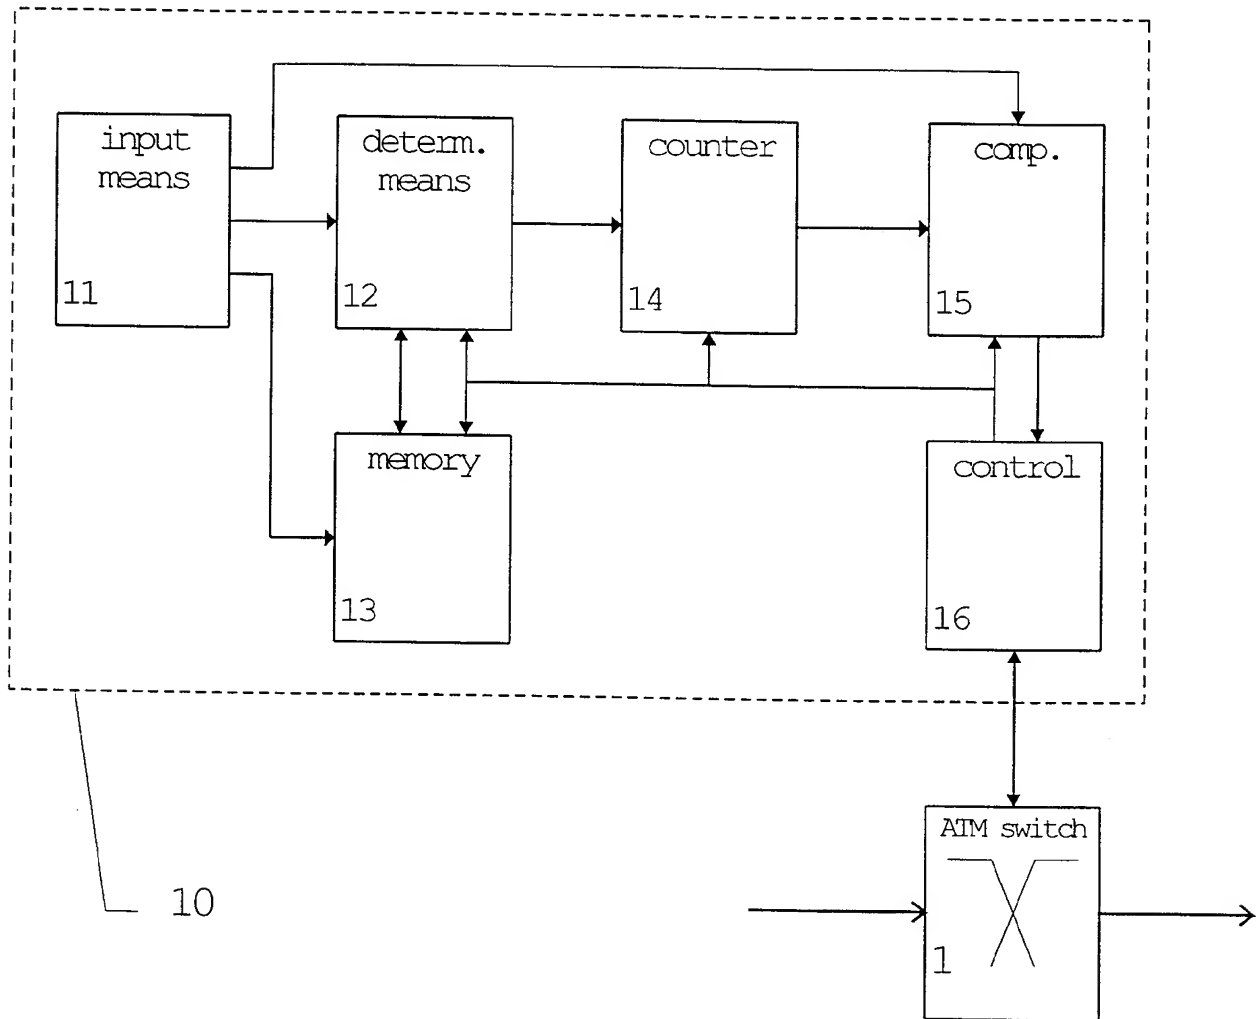 input
means
11
determ.
means
12
counter
14
comp.
15
memory
13
control
16
10
ATM switch
1